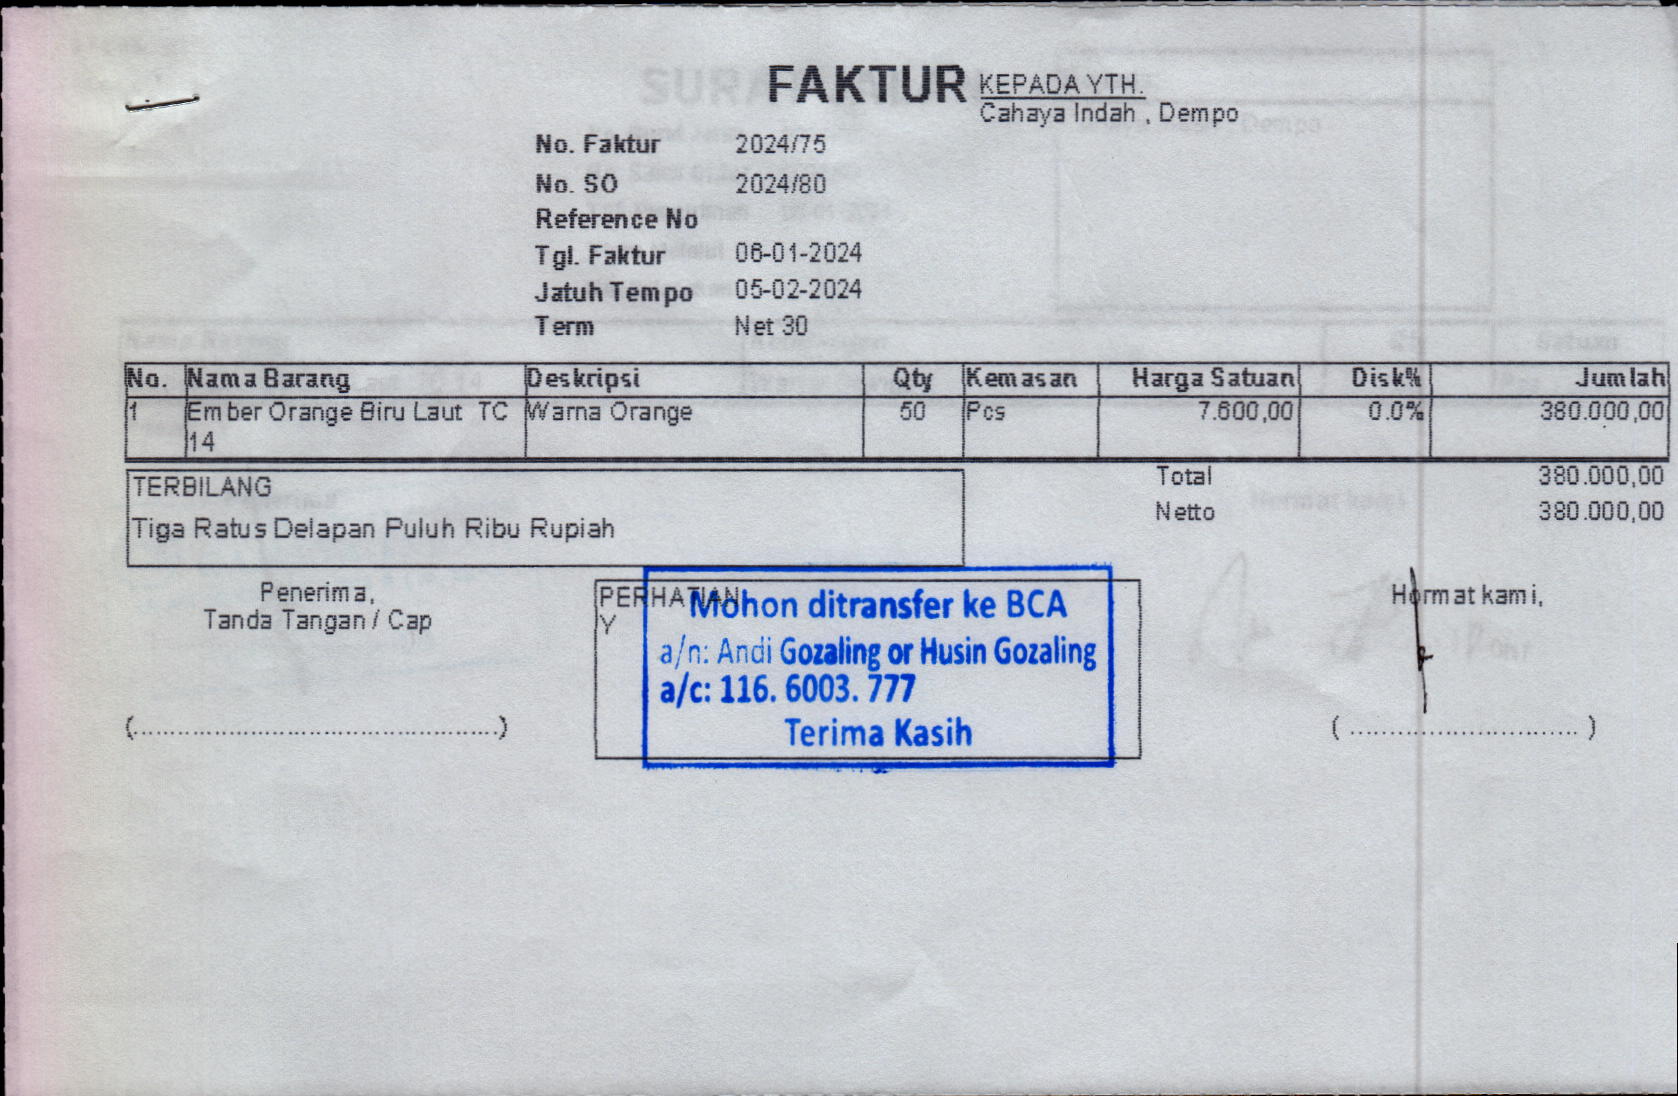 FAKTUR
KEPADA YTH.
Cahaya Indah , Dempo
No. Faktur 2024/75
No. SO 2024/80
Reference No
Tgl. Faktur 06-01-2024
Jatuh Tempo 05-02-2024
Term Net 30
No. Nama Barang Deskripsi Qty Kemasan Harga Satuan Disk% Jumlah
1 Ember Orange Biru Laut TC Warna Orange 50 Pcs 7.600,00 0.0% 380.000,00
14
TERBILANG
Tiga Ratus Delapan Puluh Ribu Rupiah
Total 380.000,00
Netto 380.000,00
Penerima,
Tanda Tangan / Cap
(...............................................)
PERHATIAN
Y
Mohon ditransfer ke BCA
a/n: Andi Gozaling or Husin Gozaling
a/c: 116. 6003. 777
Terima Kasih
Hormat kami,
( ............................. )